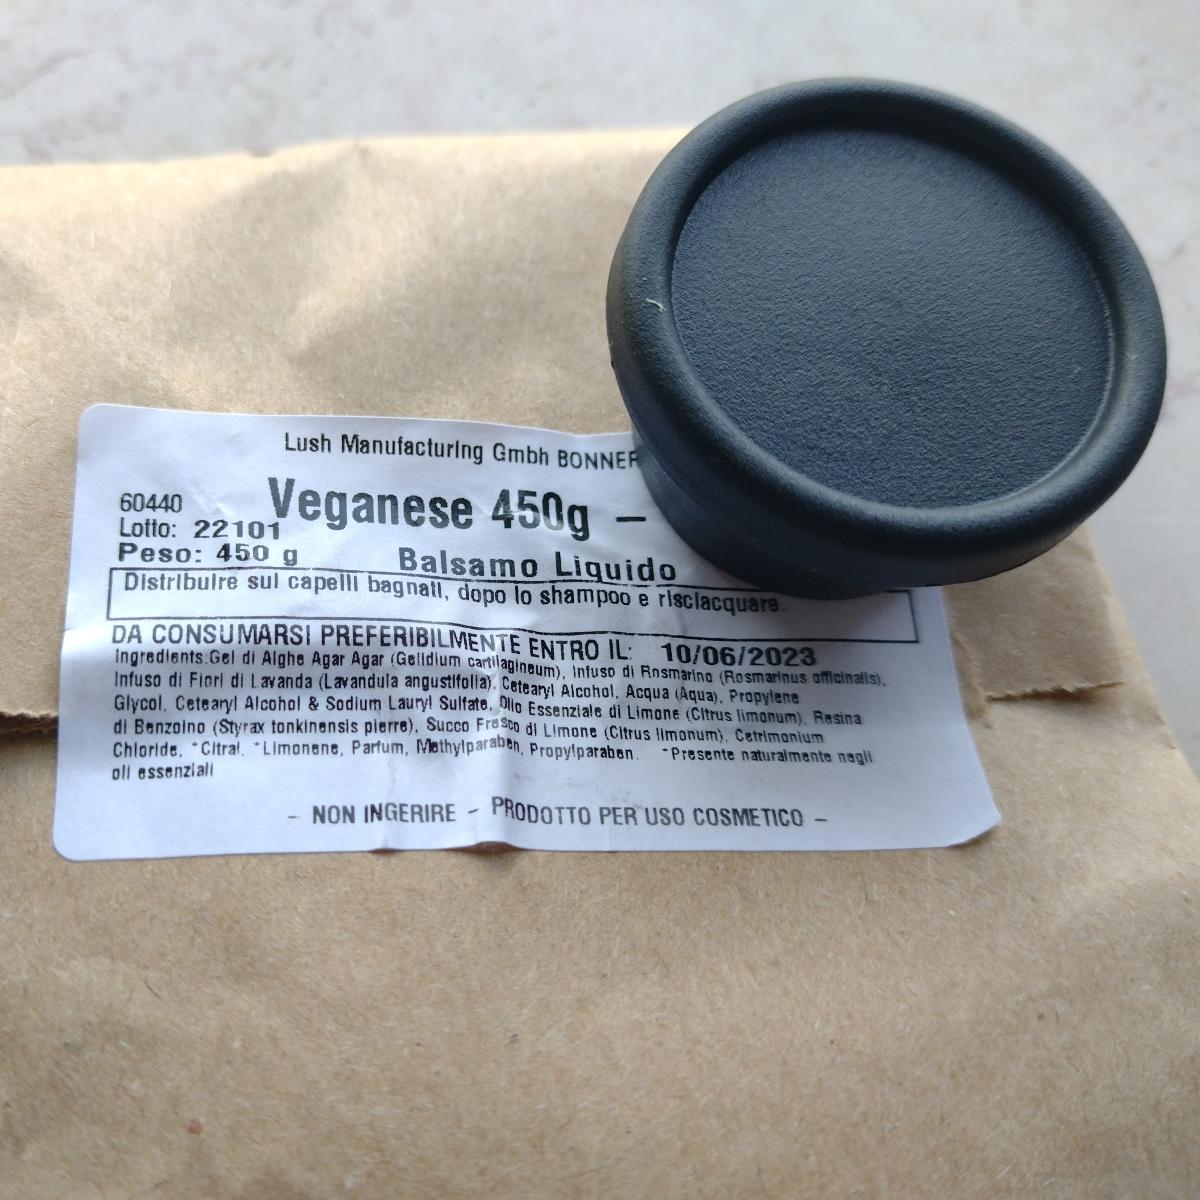 Lush Manufacturing Gmbh BONNER
Veganese 450g –
60440
Lotto: 22101
Peso: 450 g
Balsamo Liquido
Distribuire sui capelli bagnati, dopo lo shampoo e risciacquare.
DA CONSUMARSI PREFERIBILMENTE ENTRO IL: 10/06/2023
Ingredients:Gel di Alghe Agar Agar (Gelidium cartilagineum), Infuso di Rosmarino (Rosmarinus officinalis),
Infuso di Fiori di Lavanda (Lavandula angustifolia), Cetearyl Alcohol, Acqua (Aqua), Propylene
Glycol, Cetearyl Alcohol & Sodium Lauryl Sulfate, Olio Essenziale di Limone (Citrus limonum), Resina
di Benzoino (Styrax tonkinensis pierre), Succo Fresco di Limone (Citrus limonum), Cetrimonium
Chloride, *Citral, *Limonene, Parfum, Methylparaben, Propylparaben. *Presente naturalmente negli
oli essenziali
– NON INGERIRE – PRODOTTO PER USO COSMETICO –